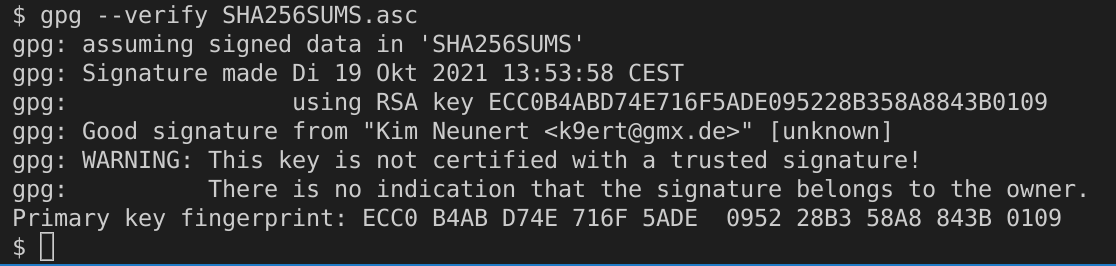 $ gpg --verify SHA256SUMS.asc
gpg: assuming signed data in 'SHA256SUMS'
gpg: Signature made Di 19 Okt 2021 13:53:58 CEST
gpg:                using RSA key ECC0B4ABD74E716F5ADE095228B358A8843B0109
gpg: Good signature from "Kim Neunert <k9ert@gmx.de>" [unknown]
gpg: WARNING: This key is not certified with a trusted signature!
gpg:          There is no indication that the signature belongs to the owner.
Primary key fingerprint: ECC0 B4AB D74E 716F 5ADE  0952 28B3 58A8 843B 0109
$